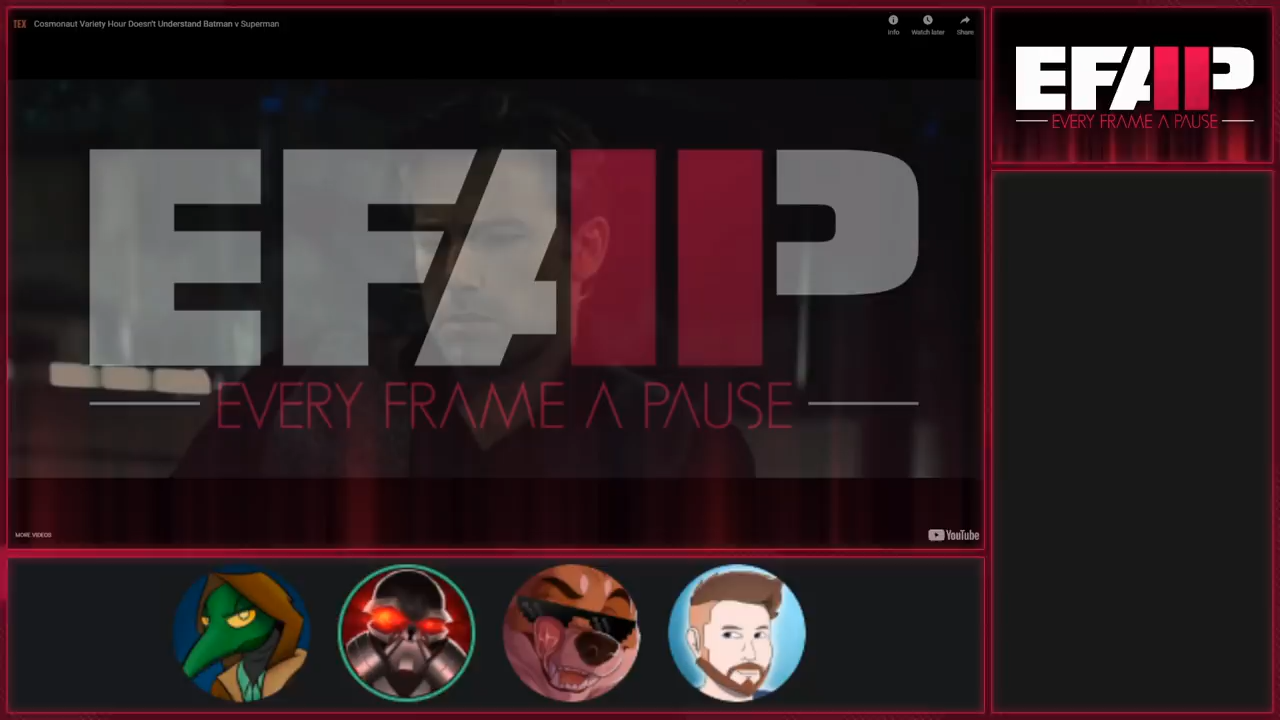 TEX Cosmonaut Variety Hour Doesn't Understand Batman v Superman
Info
Watch later
Share
EFAP
EVERY FRAME A PAUSE
EFAP
EVERY FRAME A PAUSE
MORE VIDEOS
YouTube